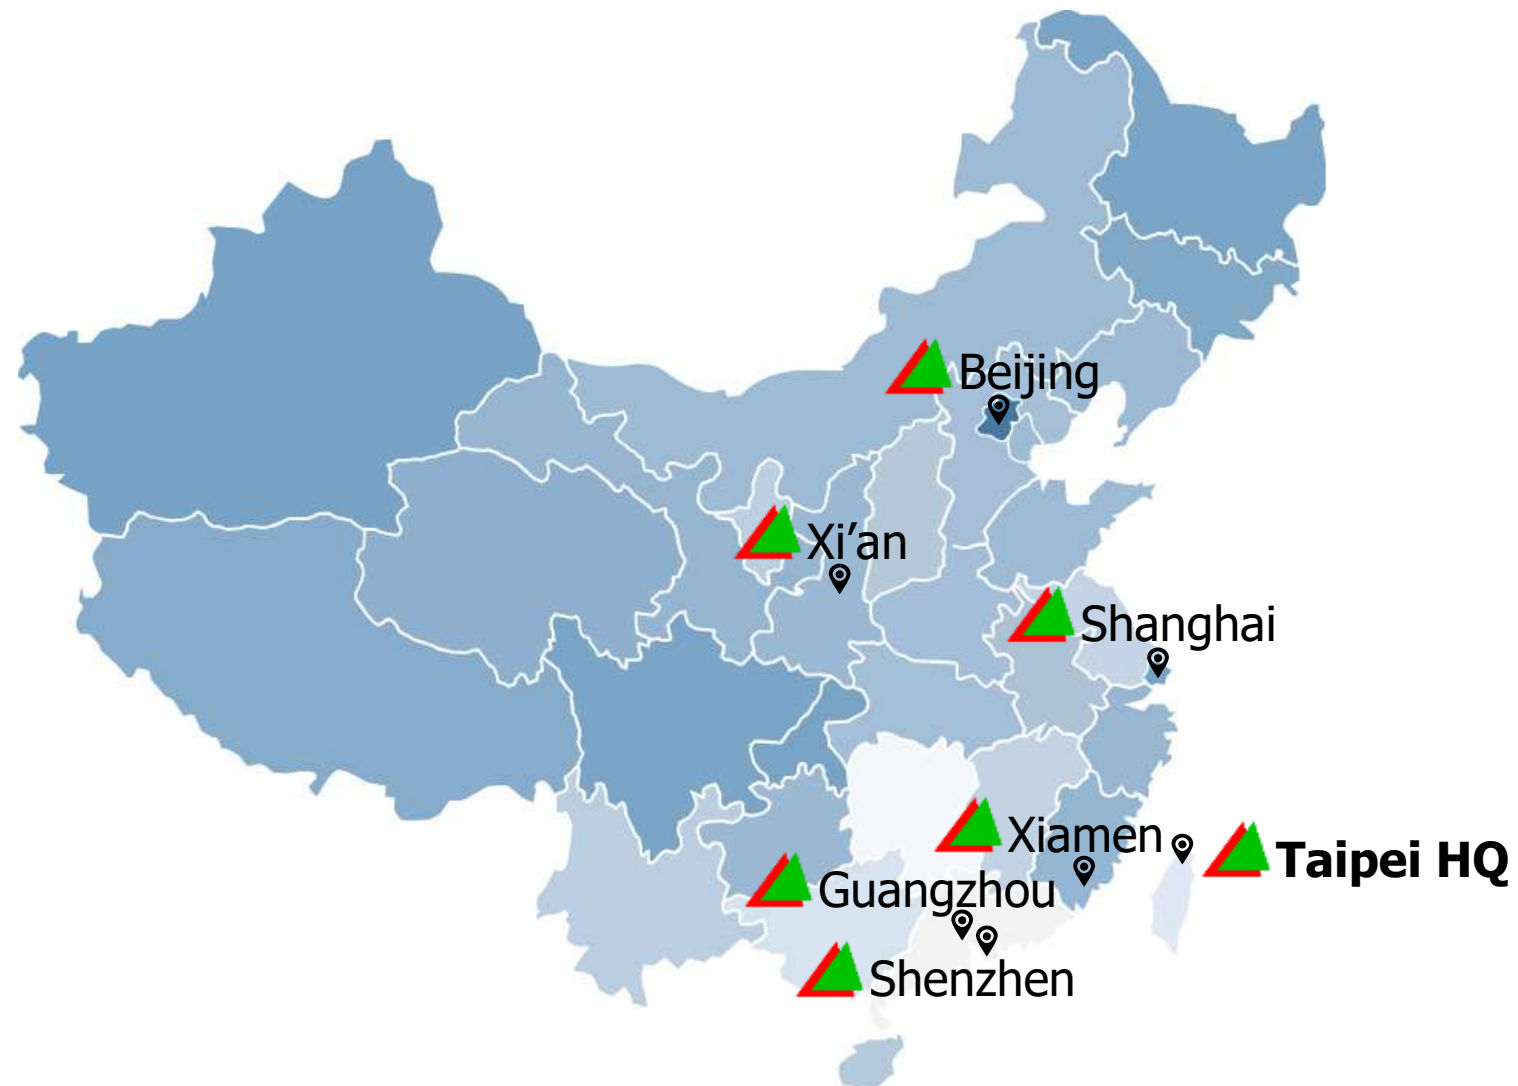 Beijing
Xi’an
Shanghai
Xiamen
Taipei HQ
Guangzhou
Shenzhen